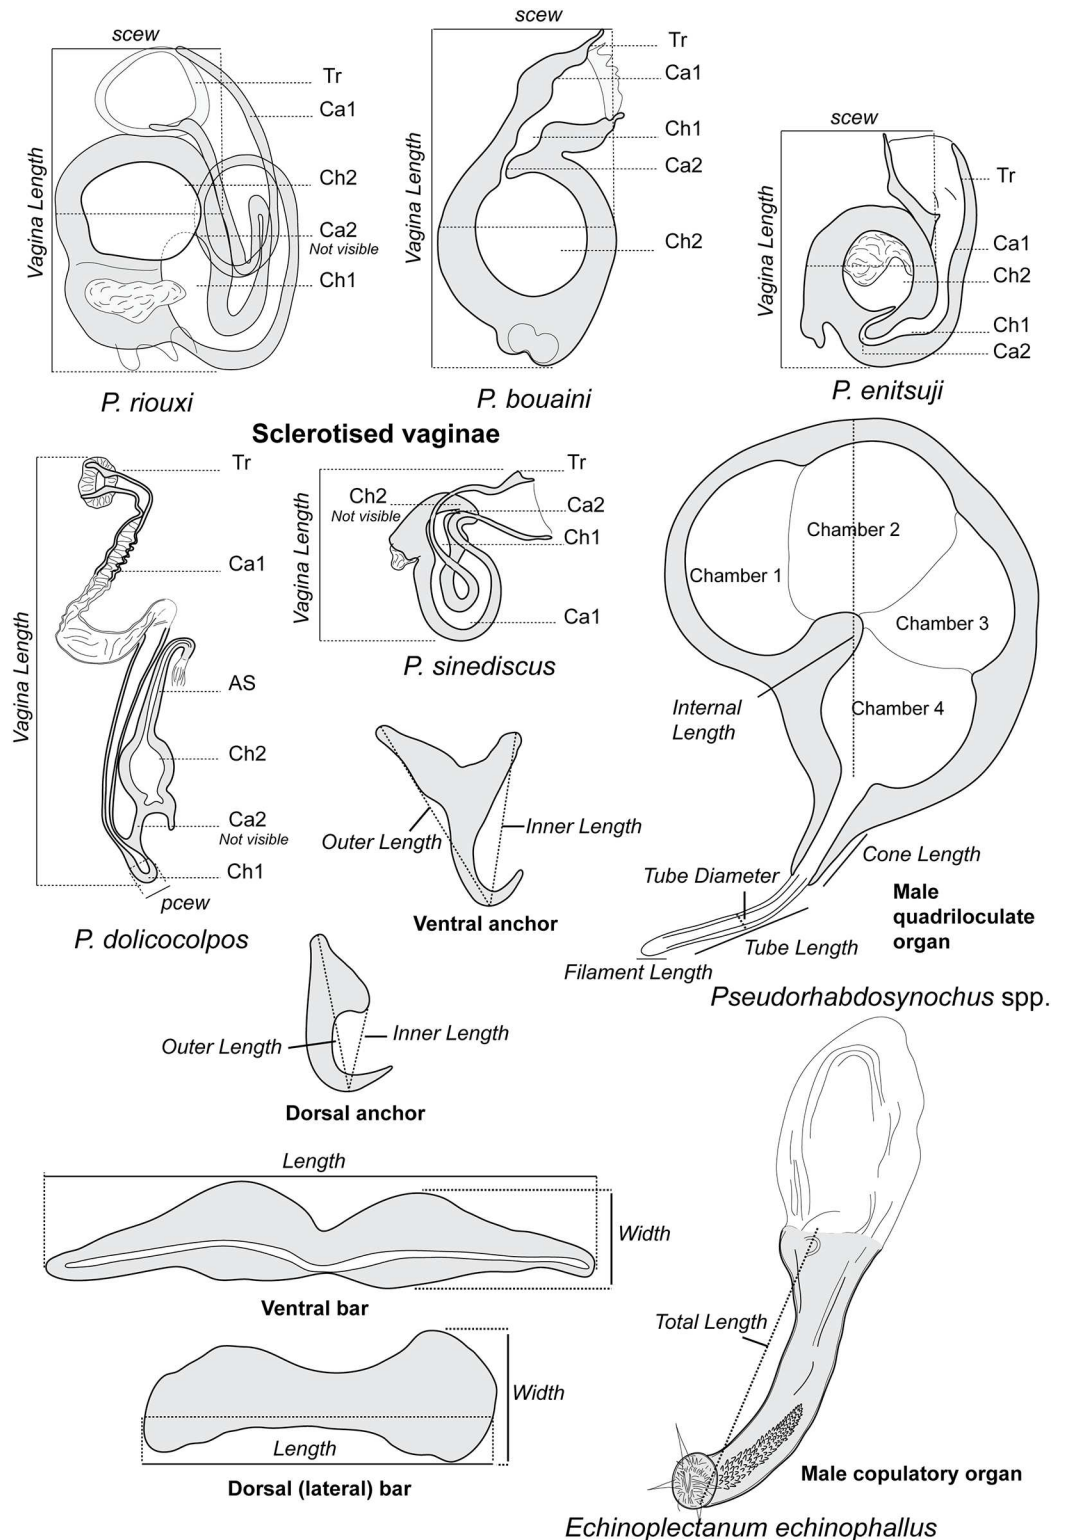 scew
Vagina Length
Tr
Ca1
Ch2
Ca2
Not visible
Ch1
P. riouxi
scew
Vagina Length
Tr
Ca1
Ch1
Ca2
Ch2
P. bouaini
scew
Vagina Length
Tr
Ca1
Ch2
Ch1
Ca2
P. enitsuji
Sclerotised vaginae
Vagina Length
Tr
Ca1
AS
Ch2
Ca2
Not visible
Ch1
pcew
P. dolicocolpos
Vagina Length
Ch2
Not visible
Tr
Ca2
Ch1
Ca1
P. sinediscus
Chamber 2
Chamber 1
Chamber 3
Internal
Length
Chamber 4
Cone Length
Tube Diameter
Male
quadriloculate
organ
Tube Length
Filament Length
Pseudorhabdosynochus spp.
Outer Length
Inner Length
Ventral anchor
Outer Length
Inner Length
Dorsal anchor
Length
Width
Ventral bar
Width
Length
Dorsal (lateral) bar
Total Length
Male copulatory organ
Echinoplectanum echinophallus